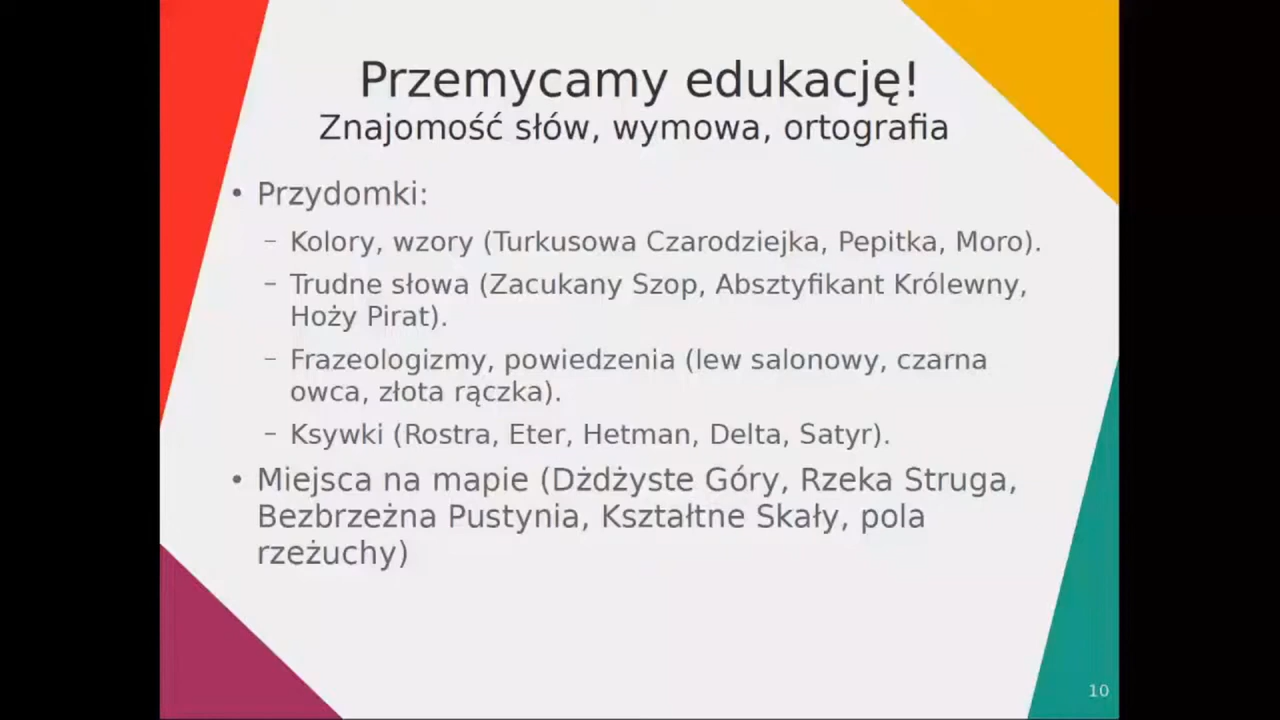 Przemycamy edukację!
Znajomość słów, wymowa, ortografia
• Przydomki:
– Kolory, wzory (Turkusowa Czarodziejka, Pepitka, Moro).
– Trudne słowa (Zacukany Szop, Absztyfikant Królewny,
Hoży Pirat).
– Frazeologizmy, powiedzenia (lew salonowy, czarna
owca, złota rączka).
– Ksywki (Rostra, Eter, Hetman, Delta, Satyr).
• Miejsca na mapie (Dżdżyste Góry, Rzeka Struga,
Bezbrzeżna Pustynia, Kształtne Skały, pola
rzeżuchy)
10